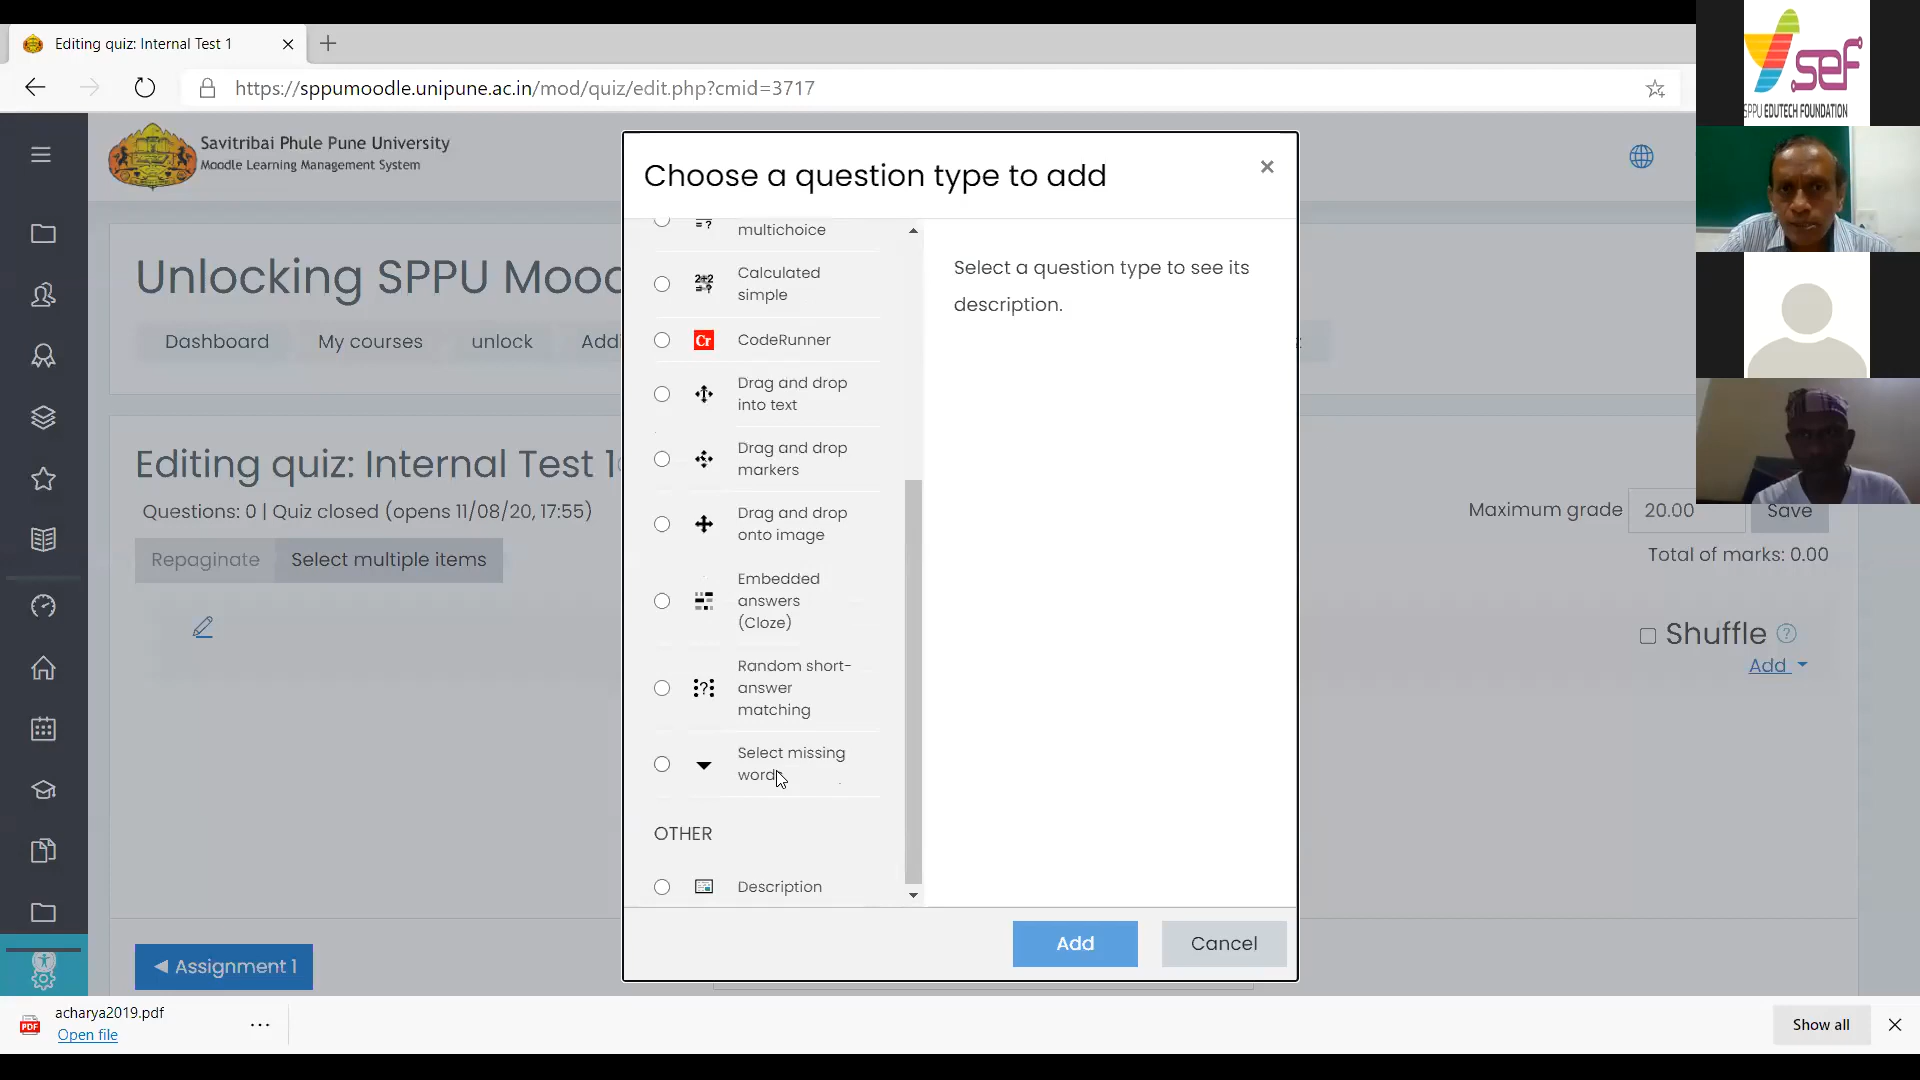 Editing quiz: Internal Test 1
https://sppumoodle.unipune.ac.in/mod/quiz/edit.php?cmid=3717
sef
SPPU EDUTECH FOUNDATION
Savitribai Phule Pune University
Moodle Learning Management System
Unlocking SPPU Mood
Dashboard
My courses
unlock
Add
Choose a question type to add
multichoice
Calculated
simple
Cr
CodeRunner
Drag and drop
into text
Drag and drop
markers
Drag and drop
onto image
Embedded
answers
(Cloze)
Random short-
answer
matching
Select missing
words
OTHER
Description
Select a question type to see its
description.
Add
Cancel
Editing quiz: Internal Test 1
Questions: 0 | Quiz closed (opens 11/08/20, 17:55)
Repaginate
Select multiple items
Maximum grade
20.00
Save
Total of marks: 0.00
Shuffle
Add
◀ Assignment 1
PDF
acharya2019.pdf
Open file
Show all